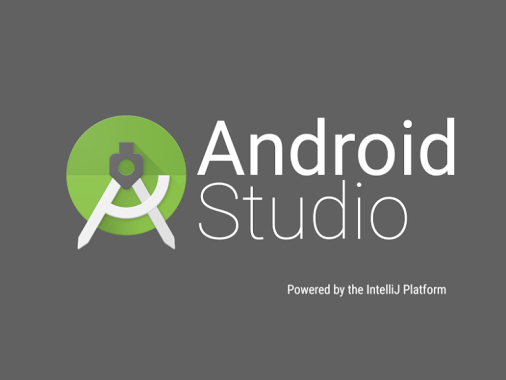 Android
Studio
Powered by the IntelliJ Platform